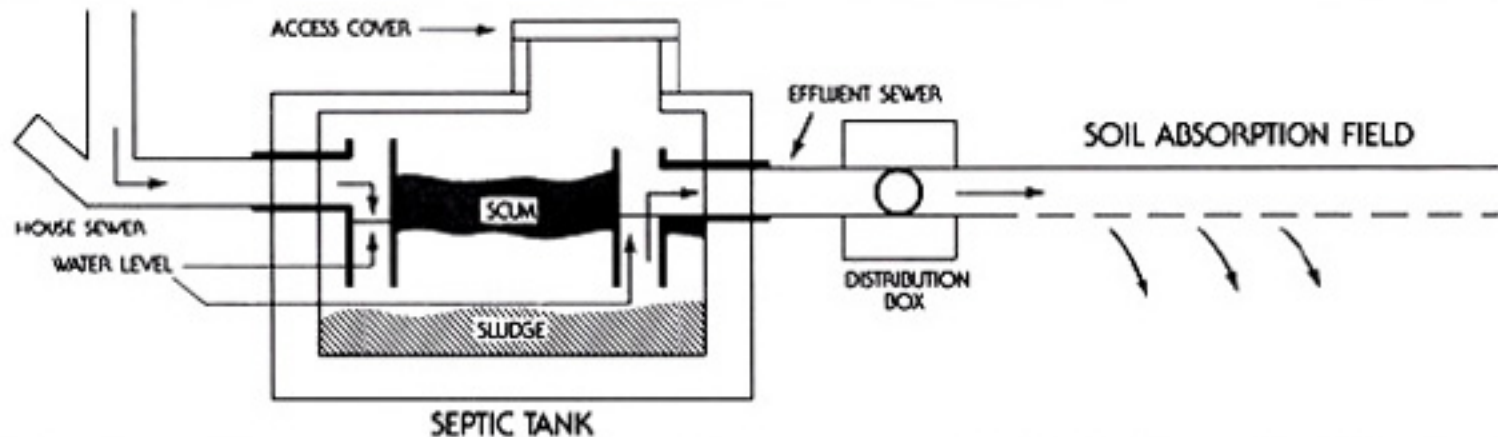 ACCESS COVER
EFFLUENT SEWER
SOIL ABSORPTION FIELD
SCUM
HOUSE SEWER
WATER LEVEL
DISTRIBUTION
BOX
SLUDGE
SEPTIC TANK